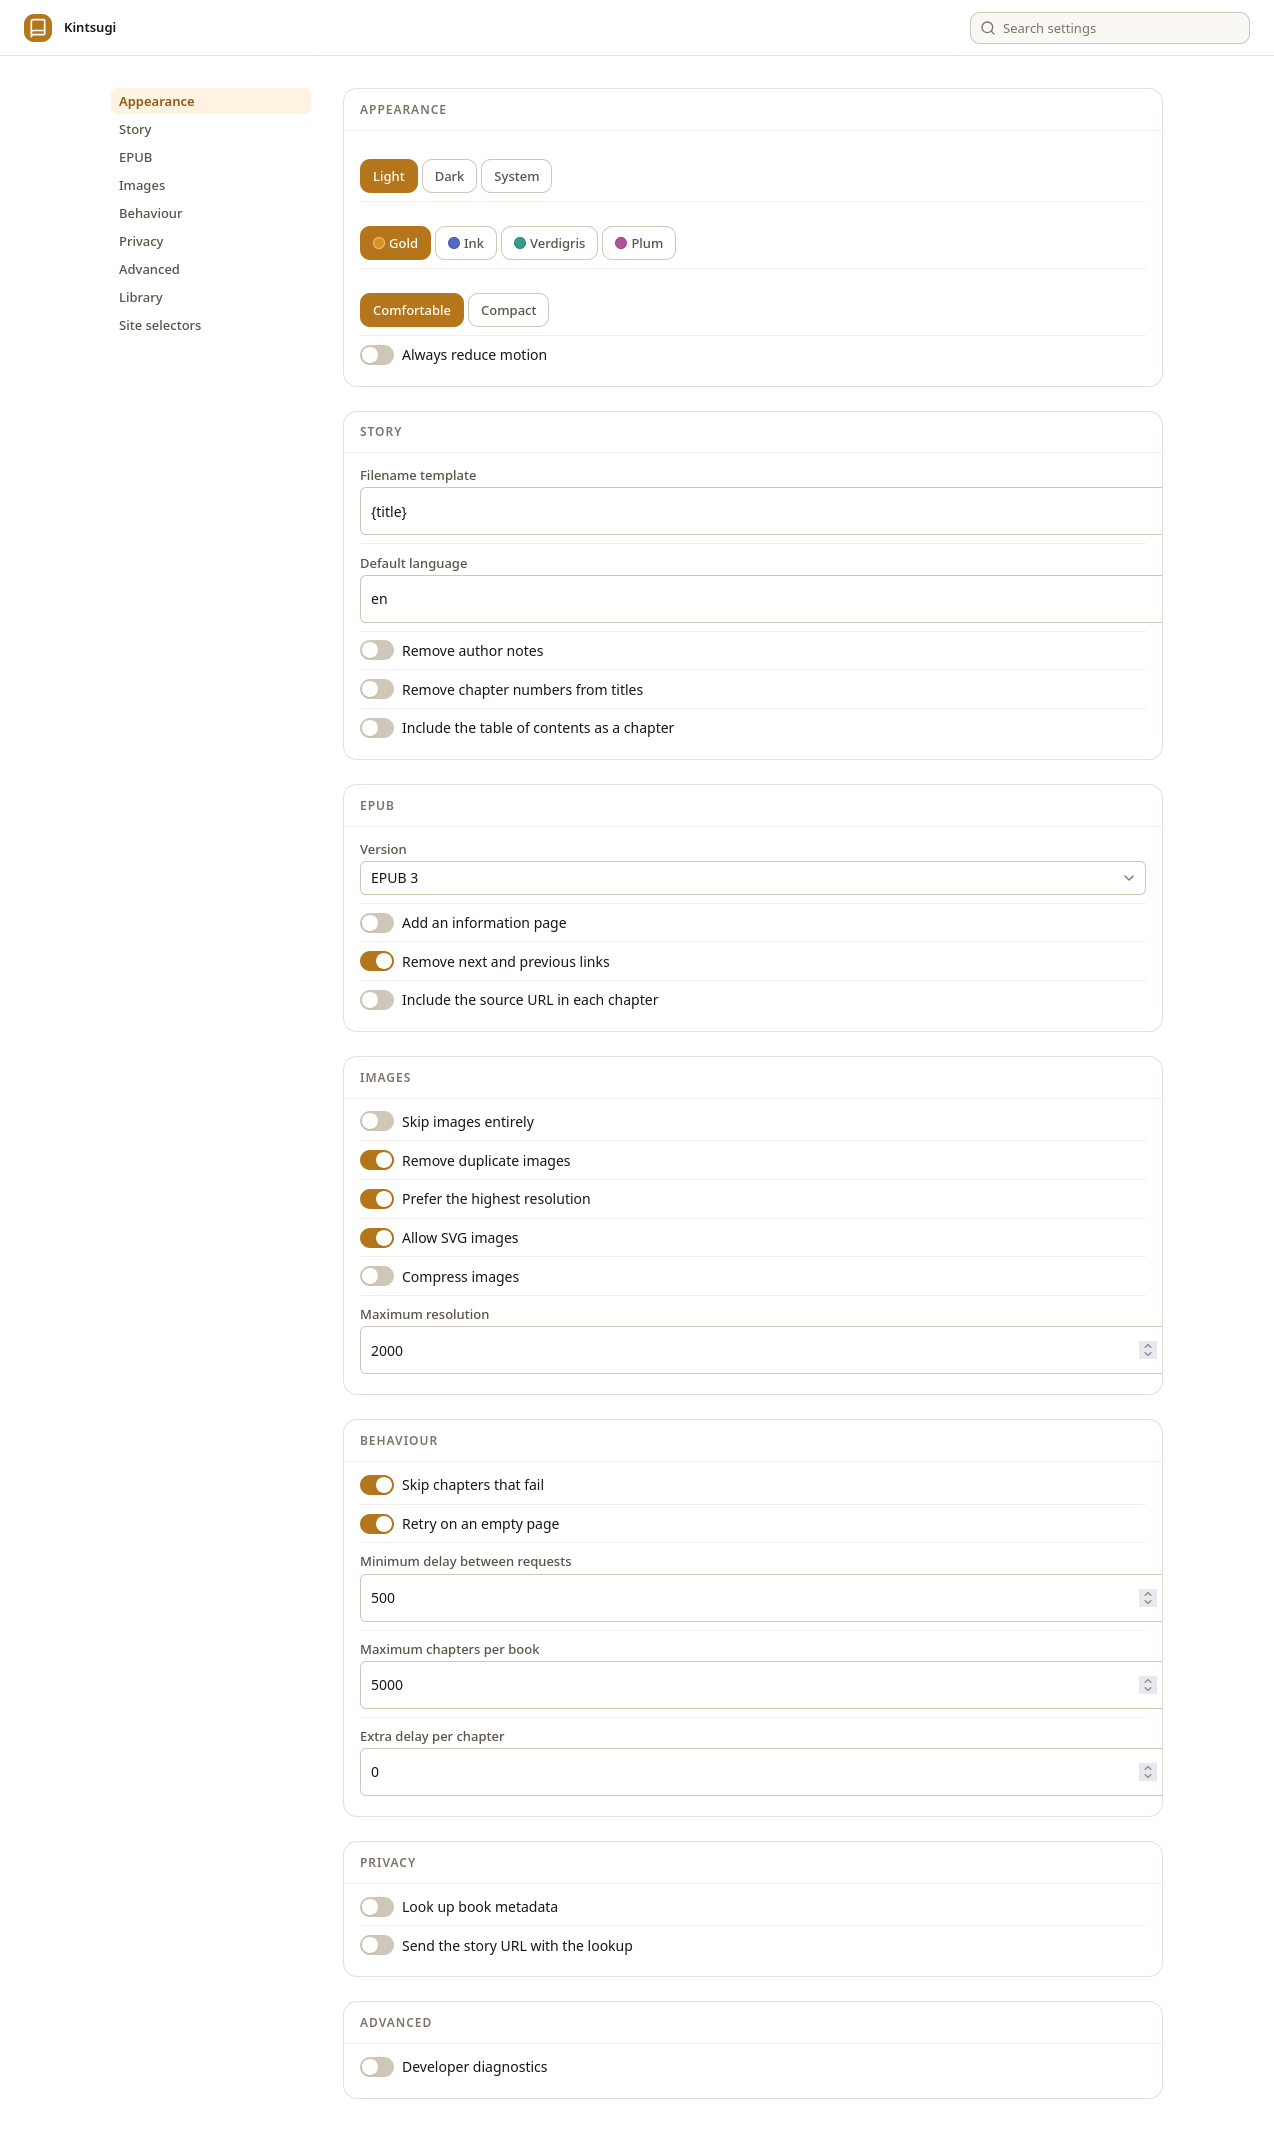 Kintsugi
Search settings
Appearance
Story
EPUB
Images
Behaviour
Privacy
Advanced
Library
Site selectors
APPEARANCE
Light Dark System
Gold Ink Verdigris Plum
Comfortable Compact
Always reduce motion
STORY
Filename template
{title}
Default language
en
Remove author notes
Remove chapter numbers from titles
Include the table of contents as a chapter
EPUB
Version
EPUB 3
Add an information page
Remove next and previous links
Include the source URL in each chapter
IMAGES
Skip images entirely
Remove duplicate images
Prefer the highest resolution
Allow SVG images
Compress images
Maximum resolution
2000
BEHAVIOUR
Skip chapters that fail
Retry on an empty page
Minimum delay between requests
500
Maximum chapters per book
5000
Extra delay per chapter
0
PRIVACY
Look up book metadata
Send the story URL with the lookup
ADVANCED
Developer diagnostics